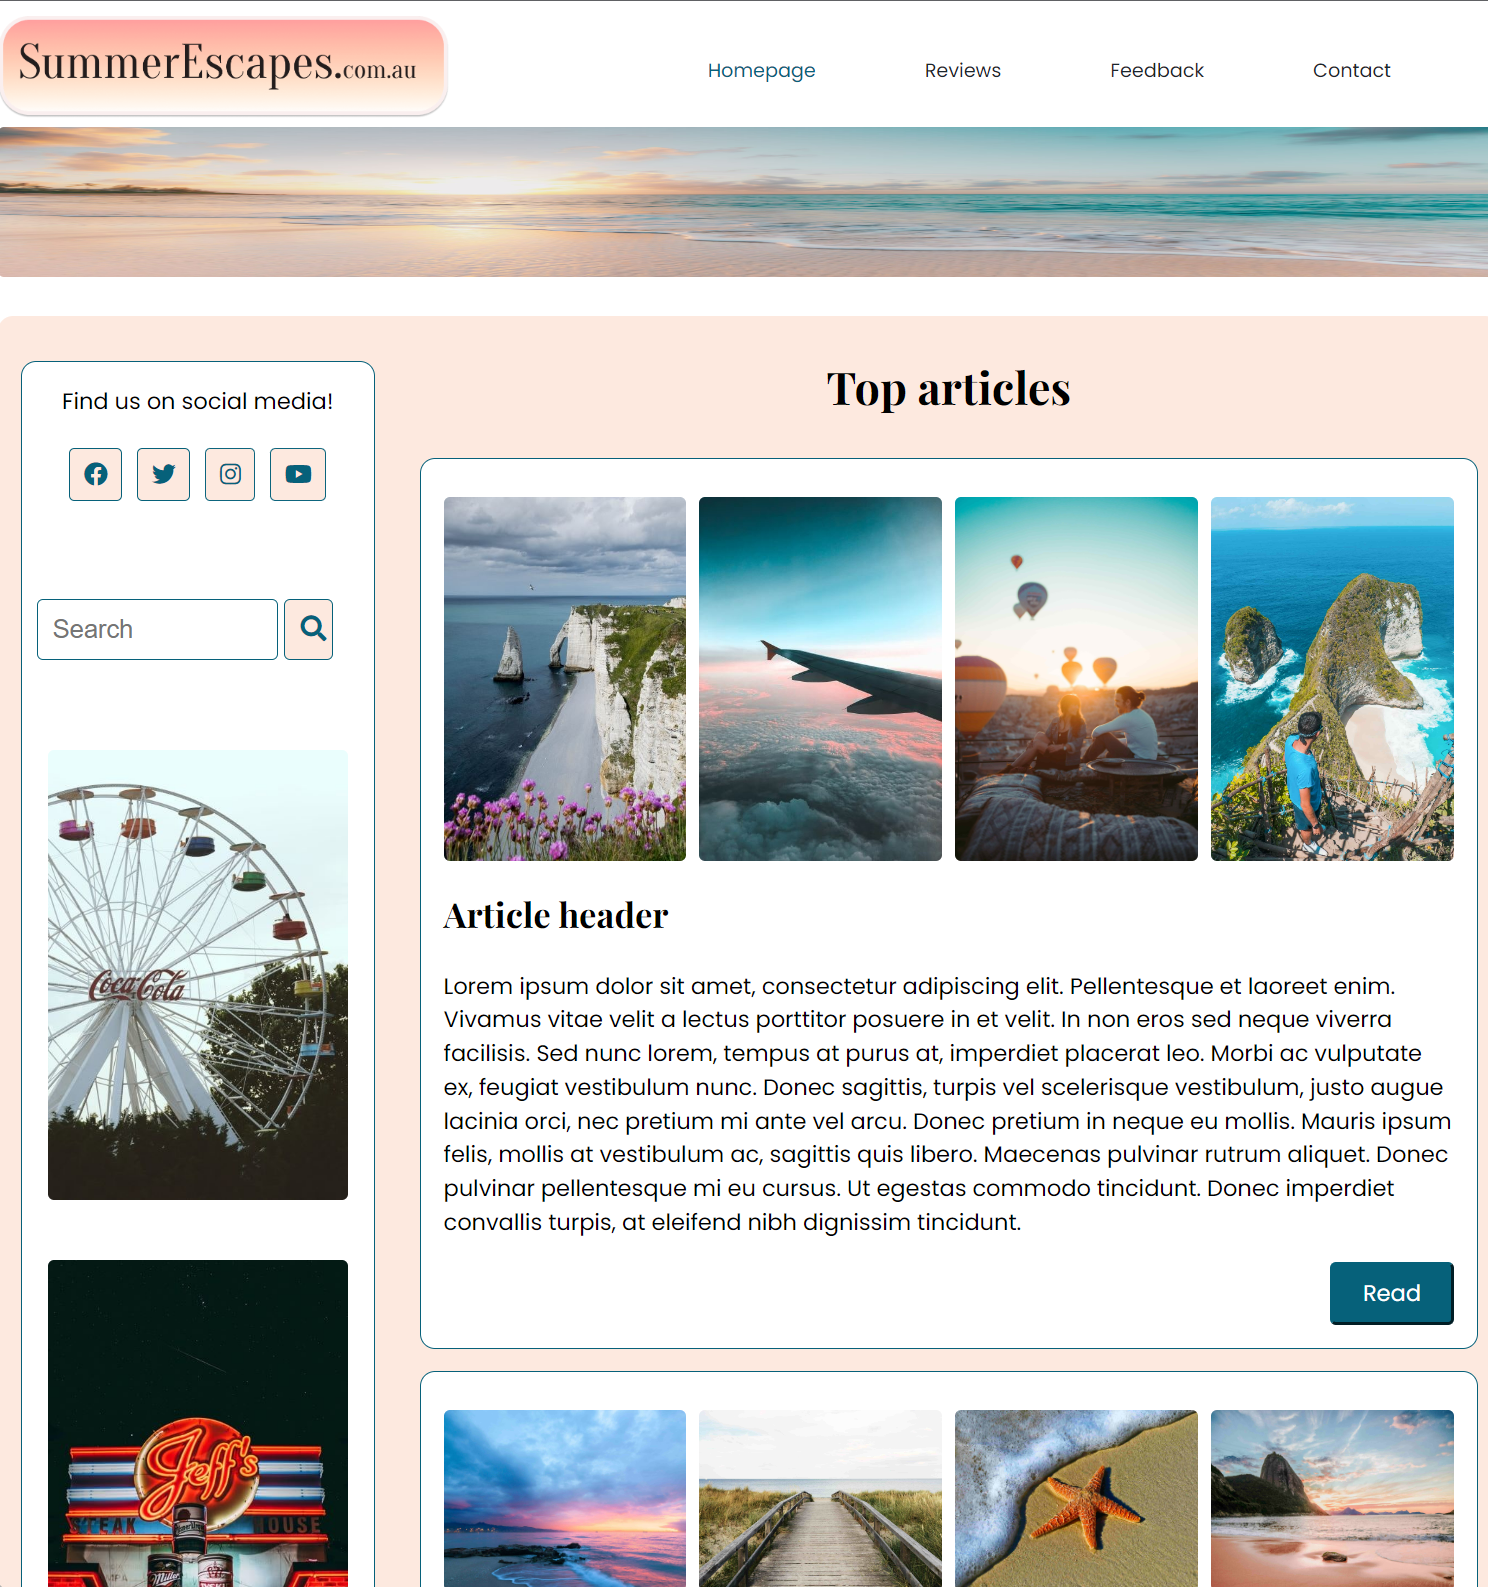 SummerEscapes.com.au
Homepage
Reviews
Feedback
Contact
Find us on social media!
Search
Coca-Cola
Jeff's
STEAK HOUSE
Miller
Top articles
Article header
Lorem ipsum dolor sit amet, consectetur adipiscing elit. Pellentesque et laoreet enim.
Vivamus vitae velit a lectus porttitor posuere in et velit. In non eros sed neque viverra
facilisis. Sed nunc lorem, tempus at purus at, imperdiet placerat leo. Morbi ac vulputate
ex, feugiat vestibulum nunc. Donec sagittis, turpis vel scelerisque vestibulum, justo augue
lacinia orci, nec pretium mi ante vel arcu. Donec pretium in neque eu mollis. Mauris ipsum
felis, mollis at vestibulum ac, sagittis quis libero. Maecenas pulvinar rutrum aliquet. Donec
pulvinar pellentesque mi eu cursus. Ut egestas commodo tincidunt. Donec imperdiet
convallis turpis, at eleifend nibh dignissim tincidunt.
Read